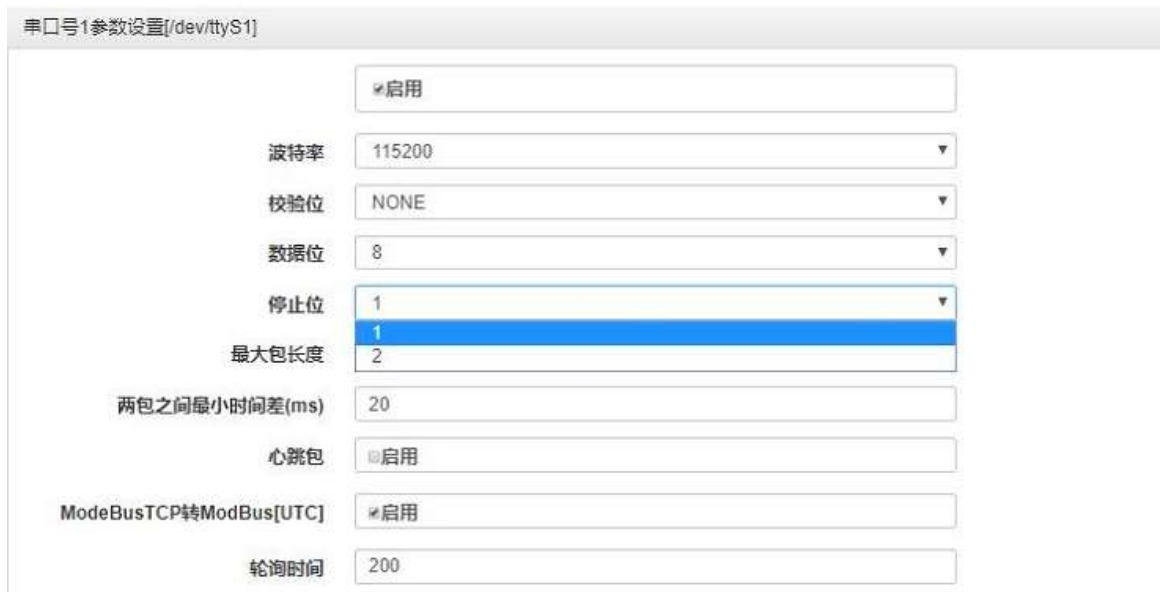 串口号1参数设置[/dev/ttyS1]
启用
波特率 115200
校验位 NONE
数据位 8
停止位 1
1
最大包长度 2
两包之间最小时间差(ms) 20
心跳包 启用
ModeBusTCP转ModBus[UTC] 启用
轮询时间 200